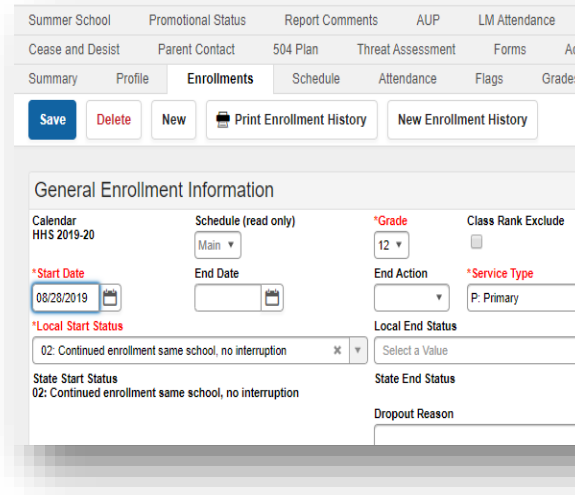 Summer School Promotional Status Report Comments AUP LM Attendance
Cease and Desist Parent Contact 504 Plan Threat Assessment Forms
Summary Profile Enrollments Schedule Attendance Flags Grades
Save Delete New Print Enrollment History New Enrollment History
General Enrollment Information
Calendar Schedule (read only) *Grade Class Rank Exclude
HHS 2019-20 Main 12
*Start Date End Date End Action *Service Type
08/28/2019 P: Primary
*Local Start Status Local End Status
02: Continued enrollment same school, no interruption Select a Value
State Start Status State End Status
02: Continued enrollment same school, no interruption
Dropout Reason